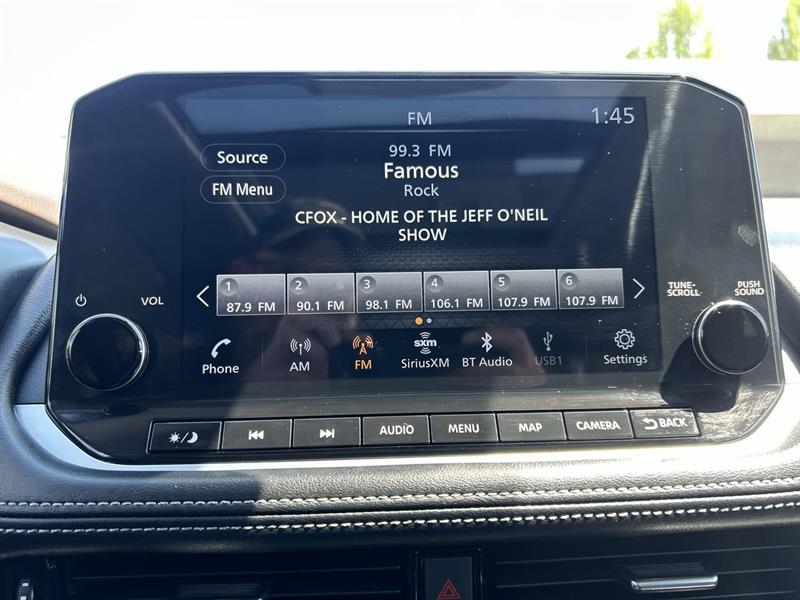 FM
1:45
Source
99.3 FM
Famous
FM Menu
Rock
CFOX - HOME OF THE JEFF O'NEIL
SHOW
1 2 3 4 5 6
87.9 FM 90.1 FM 98.1 FM 106.1 FM 107.9 FM 107.9 FM
VOL
TUNE-
SCROLL
PUSH
SOUND
Phone
AM
A
FM
sxm
SiriusXM
BT Audio
USB1
Settings
AUDIO MENU MAP CAMERA BACK